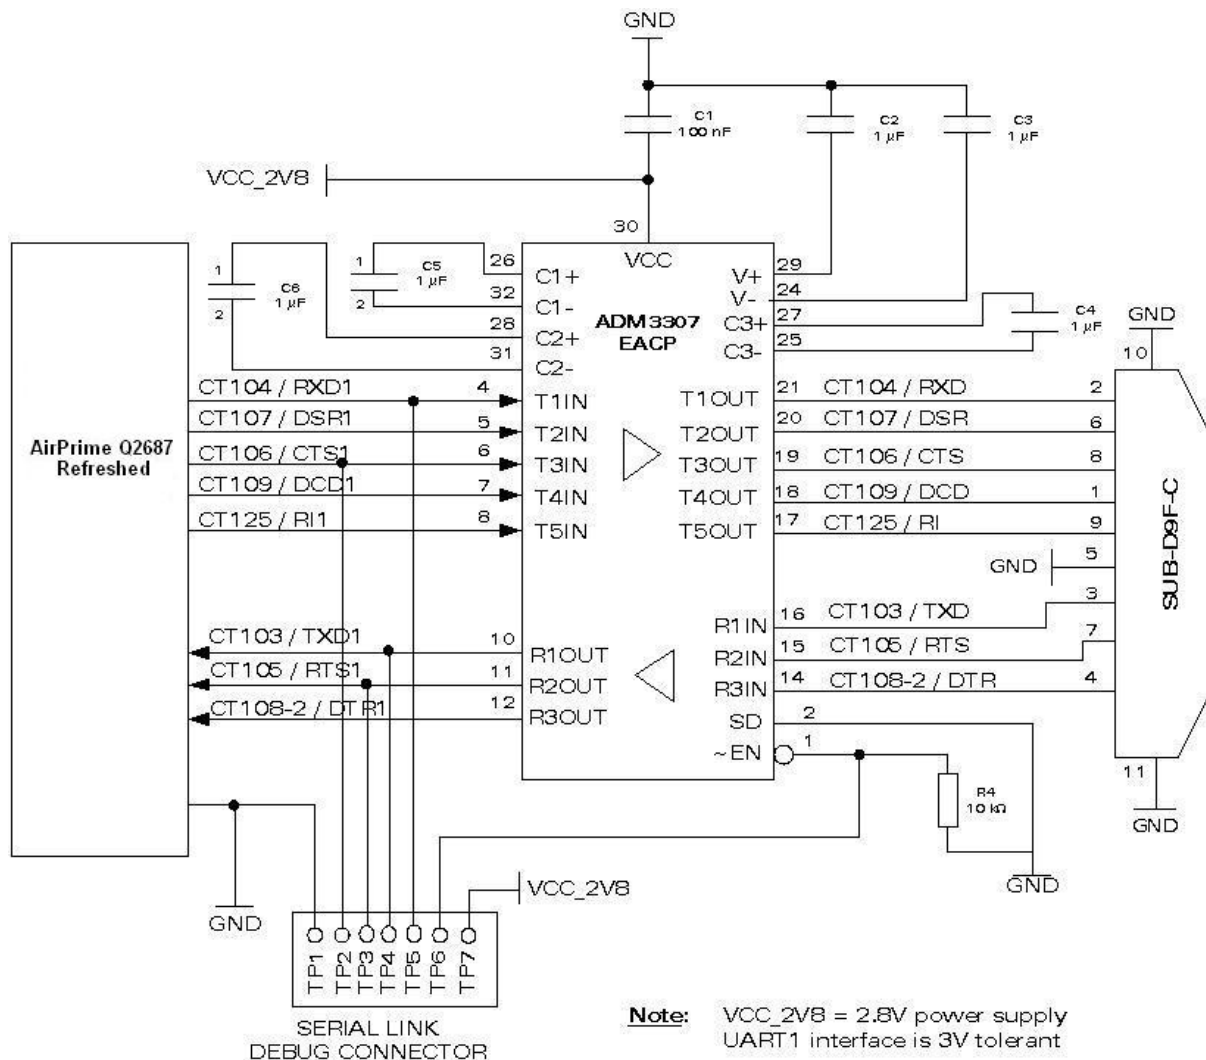 GND
C1
100 nF
C2
1 µF
C3
1 µF
VCC_2V8
30
VCC
1
C6
1 µF
2
1
C5
1 µF
2
26
C1+
32
C1-
28
C2+
31
C2-
ADM3307
EACP
V+
29
V-
24
C3+
27
C3-
25
C4
1 µF
GND
10
AirPrime Q2687
Refreshed
CT104 / RXD1
4
T1IN
T1OUT
21
CT104 / RXD
2
CT107 / DSR1
5
T2IN
T2OUT
20
CT107 / DSR
6
CT106 / CTS1
6
T3IN
T3OUT
19
CT106 / CTS
8
CT109 / DCD1
7
T4IN
T4OUT
18
CT109 / DCD
1
CT125 / RI1
8
T5IN
T5OUT
17
CT125 / RI
9
GND
5
SUB-D9F-C
3
CT103 / TXD1
10
R1OUT
R1IN
16
CT103 / TXD
7
CT105 / RTS1
11
R2OUT
R2IN
15
CT105 / RTS
CT108-2 / DTR1
12
R3OUT
R3IN
14
CT108-2 / DTR
4
SD
2
~EN
1
R4
10 kΩ
11
GND
GND
GND
VCC_2V8
TP1
TP2
TP3
TP4
TP5
TP6
TP7
SERIAL LINK
DEBUG CONNECTOR
Note: VCC_2V8 = 2.8V power supply
UART1 interface is 3V tolerant